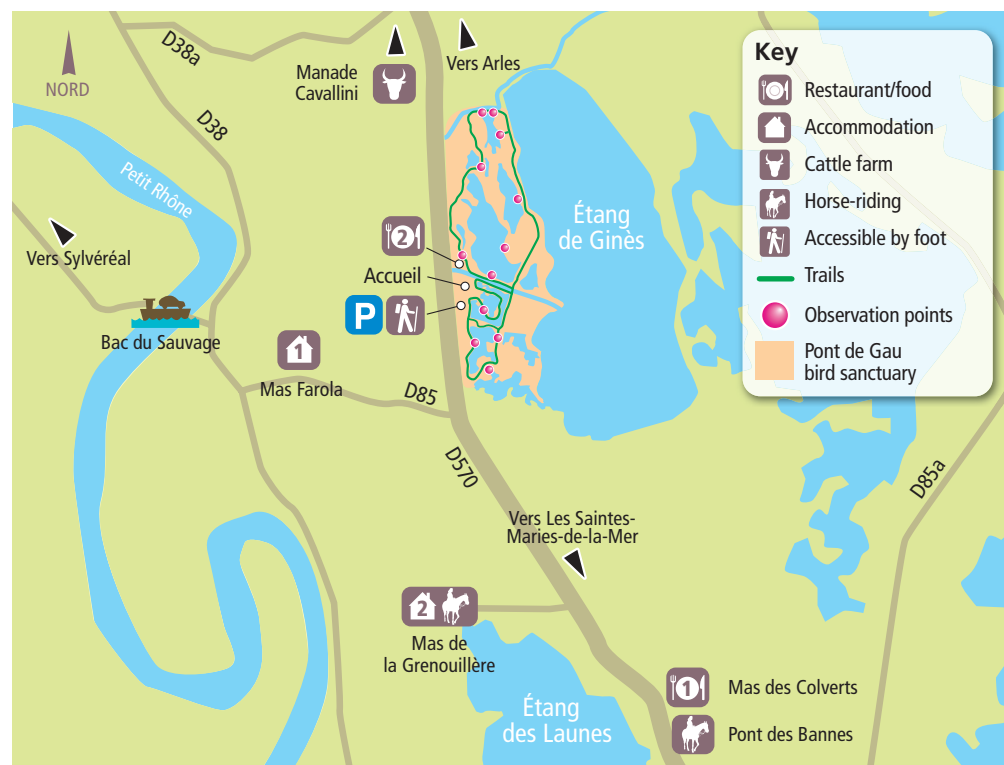 NORD
D38a
D38
Manade
Cavallini
Vers Arles
Petit Rhône
Vers Sylvéréal
Bac du Sauvage
2
Accueil
P
1
Mas Farola
D85
D570
Étang
de Ginès
Vers Les Saintes-
Maries-de-la-Mer
D85a
2
Mas de
la Grenouillère
Étang
des Launes
1
Mas des Colverts
Pont des Bannes
Key
Restaurant/food
Accommodation
Cattle farm
Horse-riding
Accessible by foot
Trails
Observation points
Pont de Gau
bird sanctuary